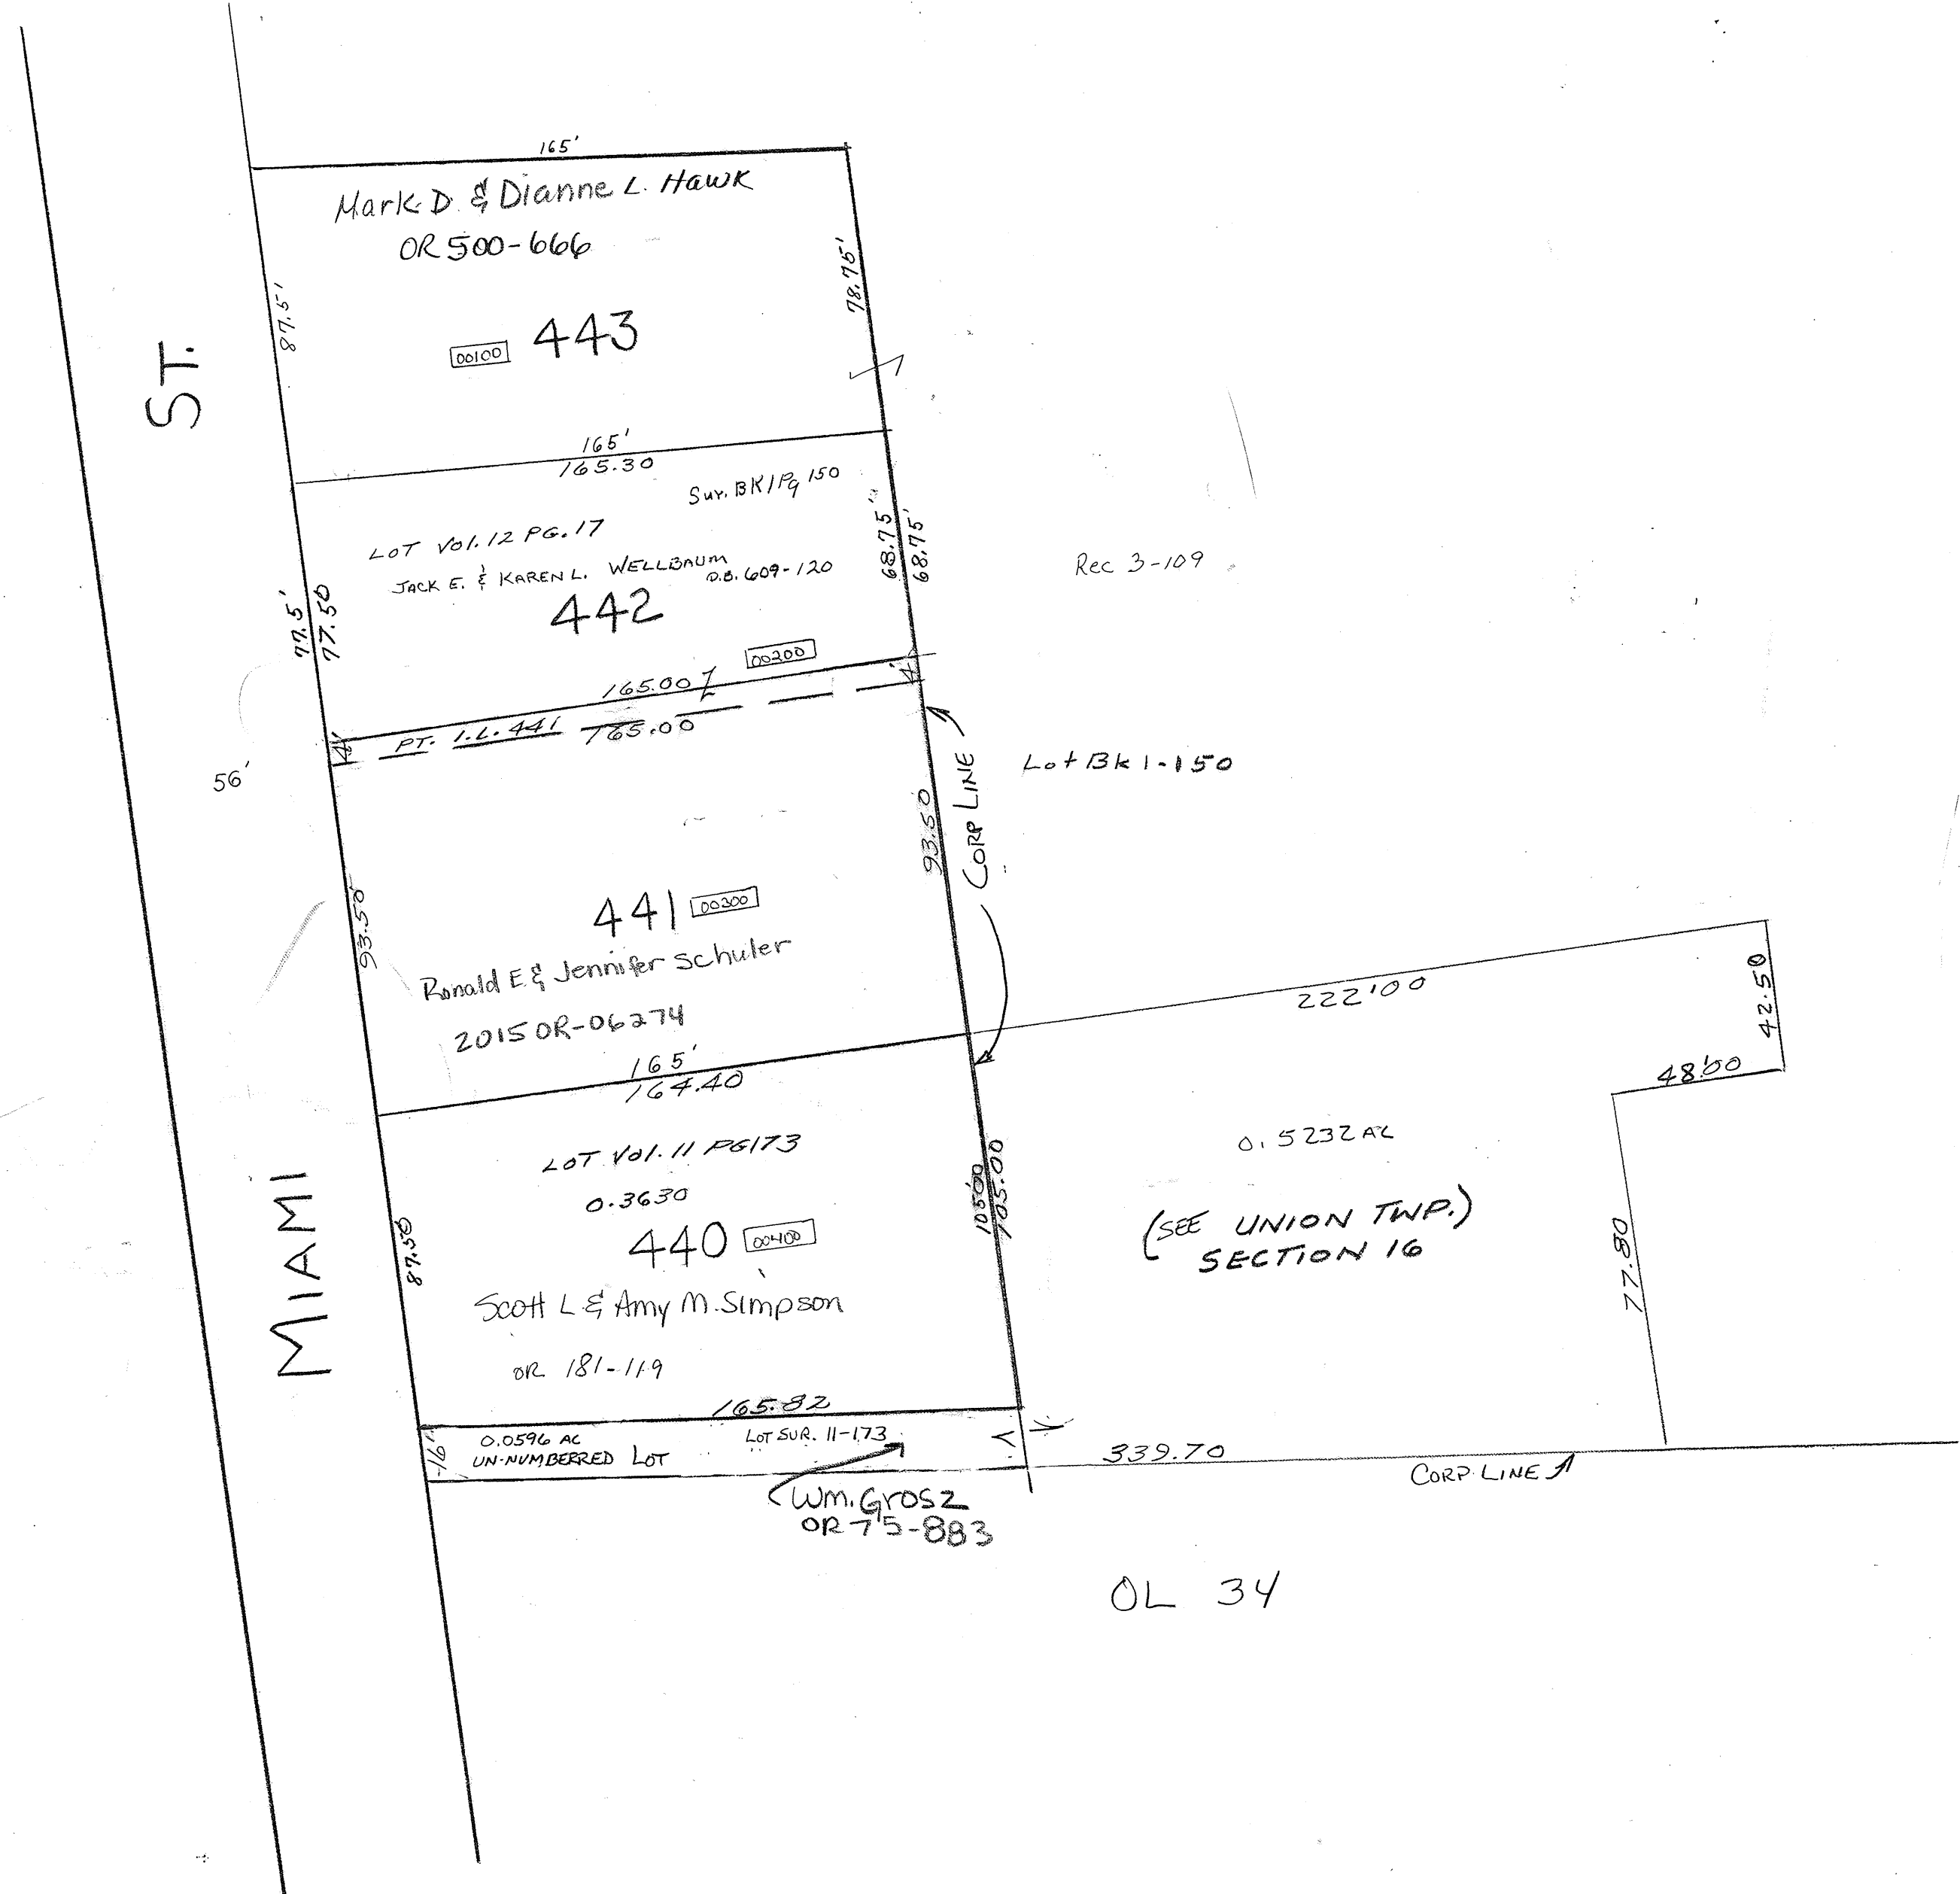 165'
Mark D. & Dianne L. Hawk
OR 500-666
87.5'
78.75'
00100 443
ST.
165'
165.30
Sur. BK 1 Pg 150
LOT Vol. 12 PG. 17
JACK E. & KAREN L. WELLBAUM
D.B. 609-120
442
00200
77.5'
77.50
68.75'
68.75'
Rec 3-109
165.00
4'
4'
PT. I.L. 441
165.00
56'
Lot Bk 1-150
CORP LINE
93.50
93.50
441 00300
Ronald E & Jennifer Schuler
2015 OR-06274
165'
164.40
222'00
42.50
48'00
LOT Vol. 11 PG 173
0.3630
440 00400
Scott L & Amy M. Simpson
OR 181-119
87.50
105'00
105.00
0.5232 AC
(SEE UNION TWP.)
SECTION 16
77.80
MIAMI
165.82
16'
0.0596 AC
UN-NUMBERRED LOT
LOT SUR. 11-173
339.70
CORP. LINE
Wm. Grosz
OR 75-883
OL 34